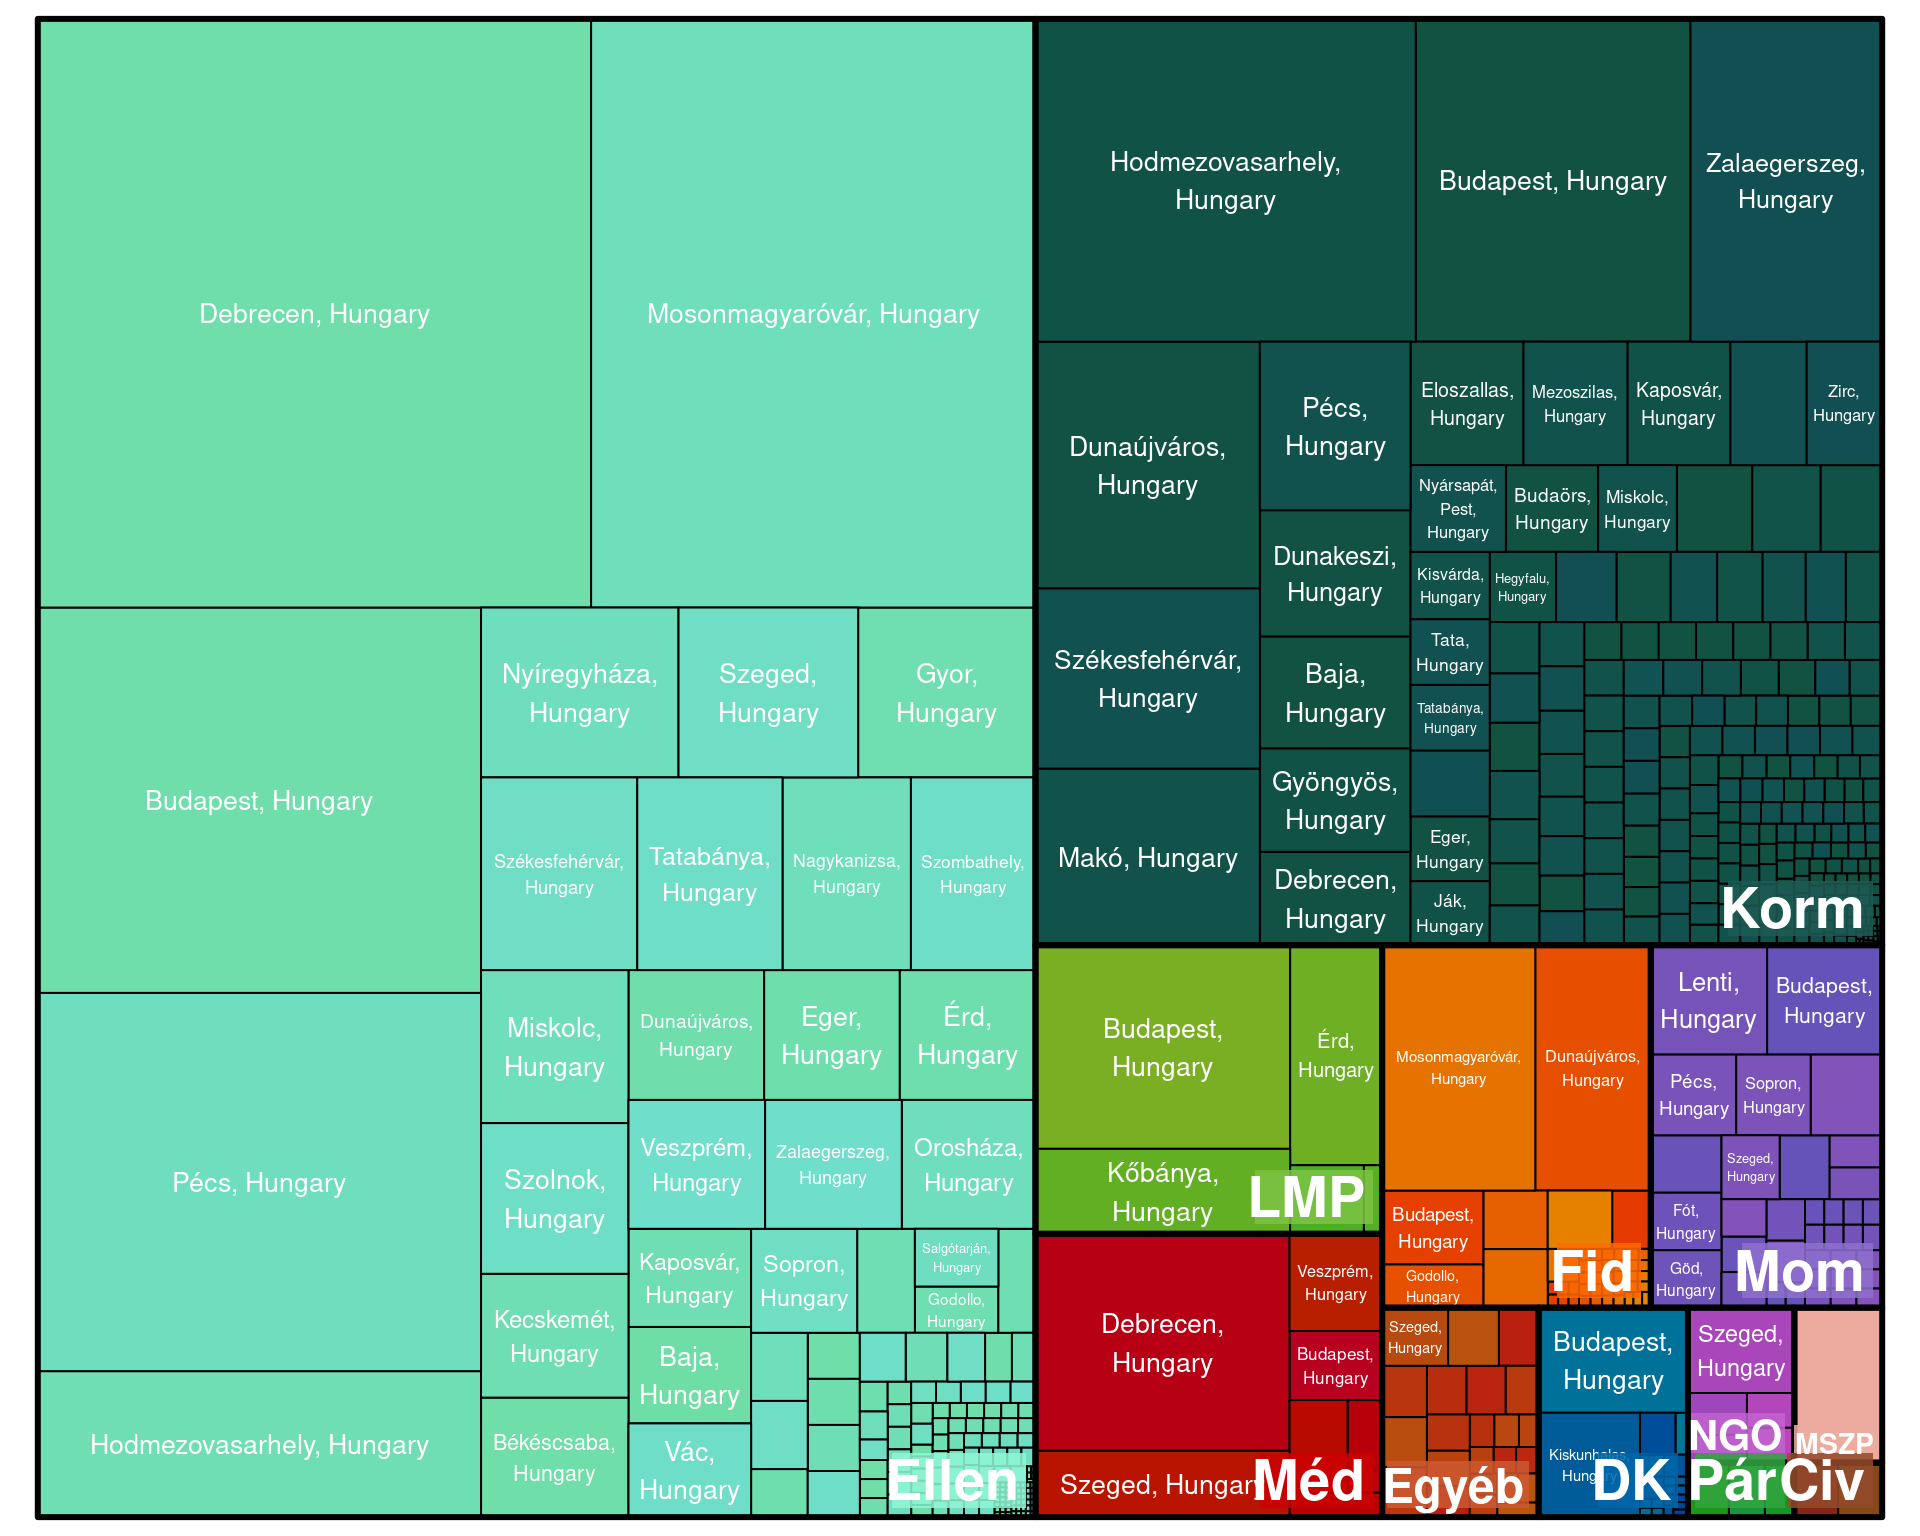 Debrecen, Hungary
Mosonmagyaróvár, Hungary
Budapest, Hungary
Pécs, Hungary
Hodmezovasarhely, Hungary
Nyíregyháza,
Hungary
Szeged,
Hungary
Gyor,
Hungary
Székesfehérvár,
Hungary
Tatabánya,
Hungary
Nagykanizsa,
Hungary
Szombathely,
Hungary
Miskolc,
Hungary
Dunaújváros,
Hungary
Eger,
Hungary
Érd,
Hungary
Szolnok,
Hungary
Veszprém,
Hungary
Zalaegerszeg,
Hungary
Orosháza,
Hungary
Kecskemét,
Hungary
Kaposvár,
Hungary
Sopron,
Hungary
Salgótarján,
Hungary
Godollo,
Hungary
Békéscsaba,
Hungary
Baja,
Hungary
Vác,
Hungary
Ellen
Hodmezovasarhely,
Hungary
Budapest, Hungary
Zalaegerszeg,
Hungary
Dunaújváros,
Hungary
Székesfehérvár,
Hungary
Makó, Hungary
Pécs,
Hungary
Dunakeszi,
Hungary
Baja,
Hungary
Gyöngyös,
Hungary
Debrecen,
Hungary
Eloszallas,
Hungary
Mezoszilas,
Hungary
Kaposvár,
Hungary
Zirc,
Hungary
Nyársapát,
Pest,
Hungary
Budaörs,
Hungary
Miskolc,
Hungary
Kisvárda,
Hungary
Hegyfalu,
Hungary
Tata,
Hungary
Tatabánya,
Hungary
Eger,
Hungary
Ják,
Hungary
Korm
Budapest,
Hungary
Érd,
Hungary
Kőbánya,
Hungary
LMP
Mosonmagyaróvár,
Hungary
Dunaújváros,
Hungary
Budapest,
Hungary
Godollo,
Hungary
Fid
Lenti,
Hungary
Budapest,
Hungary
Pécs,
Hungary
Sopron,
Hungary
Szeged,
Hungary
Fót,
Hungary
Göd,
Hungary
Mom
Debrecen,
Hungary
Veszprém,
Hungary
Budapest,
Hungary
Szeged, Hungary
Méd
Szeged,
Hungary
Egyéb
Budapest,
Hungary
Kiskunhalas,
Hungary
DK
Szeged,
Hungary
NGO
MSZP
Pár
Civ